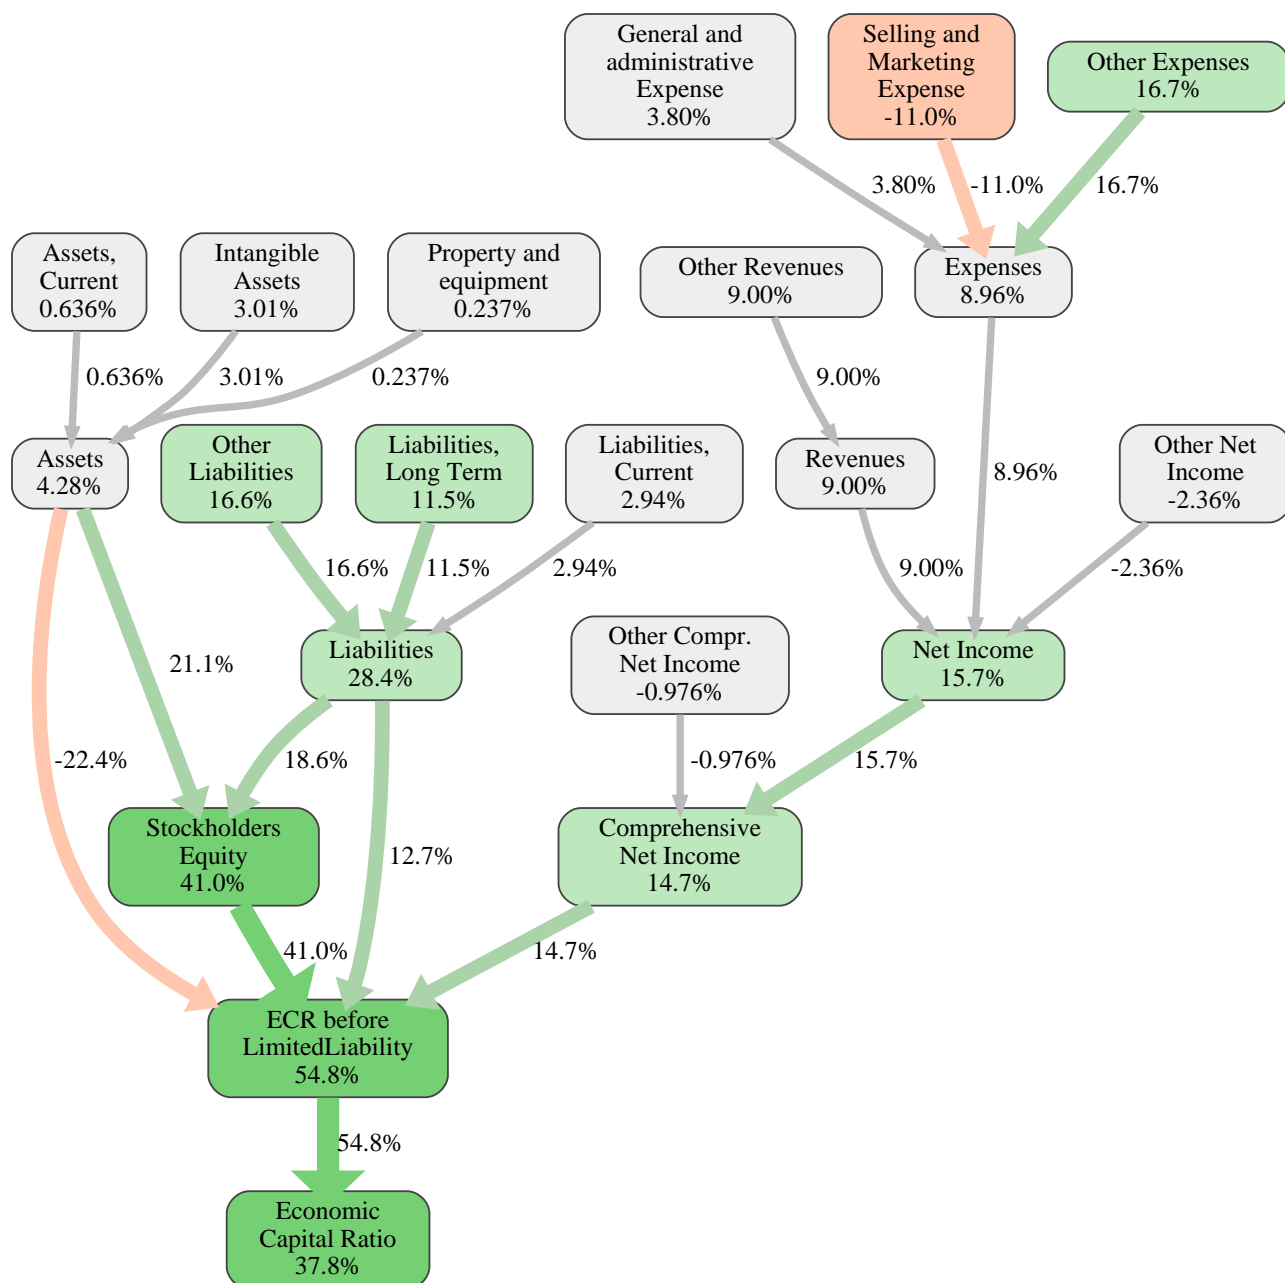 General and
administrative
Expense
3.80%
Selling and
Marketing
Expense
-11.0%
Other Expenses
16.7%
3.80%
-11.0%
16.7%
Assets,
Current
0.636%
Intangible
Assets
3.01%
Property and
equipment
0.237%
Other Revenues
9.00%
Expenses
8.96%
0.636%
3.01%
0.237%
9.00%
8.96%
Assets
4.28%
Other
Liabilities
16.6%
Liabilities,
Long Term
11.5%
Liabilities,
Current
2.94%
Revenues
9.00%
Other Net
Income
-2.36%
16.6%
11.5%
2.94%
9.00%
-2.36%
21.1%
Liabilities
28.4%
Other Compr.
Net Income
-0.976%
Net Income
15.7%
-22.4%
18.6%
-0.976%
15.7%
Stockholders
Equity
41.0%
12.7%
Comprehensive
Net Income
14.7%
41.0%
14.7%
ECR before
LimitedLiability
54.8%
54.8%
Economic
Capital Ratio
37.8%